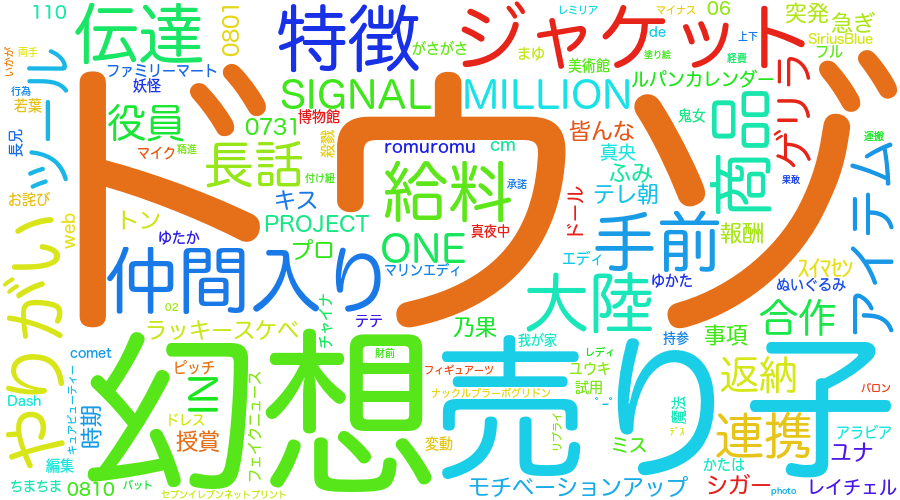 110
伝達
0801
特徴
がさがさ
ジャケット
レミリア
マイナス
de
06
上下
突発
急ぎ
SiriusBlue
フル
いかが
両手
行為
若葉
ツール
ファミリーマート
妖怪
ドウハツ
まゆ
美術館
塗り絵
経費
ルパンカレンダー
役員
0731
SIGNAL
MILLION
博物館
殺戮
皆んな
鬼女
商品
ゲリラ
運搬
長兄
マイク
精進
長話
romuromu
cm
真央
ふみ
テレ朝
果敢
アイテム
お詫び
付け紐
キス
給料
承諾
ドール
手前
報酬
web
トン
PROJECT
真夜中
ゆたか
プロ
ONE
エディ
ゆかた
スイマセン
ぬいぐるみ
やりがい
仲間入り
マリンエディ
大陸
02
チャイナ
テテ
乃果
我が家
持参
事項
合作
ラッキースケベ
comet
ピッチ
幻想
財前
フィギュアーツ
売り子
レディ
ユウキ
試用
返納
バロン
Dash
キュアビューティー
IN
フェイクニュース
ナックルプラーポグリドン
時期
ドレス
授賞
変動
リプライ
ミス
魔法
デス
連携
アラビア
ユナ
編集
ちまちま
0810
バット
セブンイレブンネットプリント
モチベーションアップ
かたは
シガー
photo
レイチェル